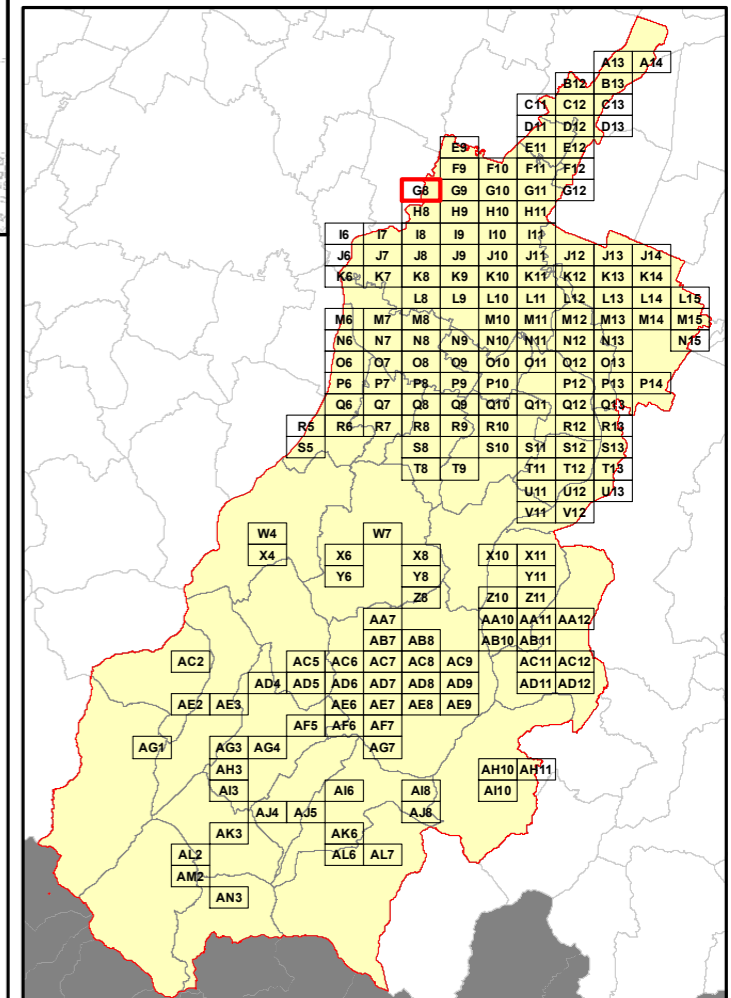 A13 A14
B12 B13
C11 C12 C13
D11 D12 D13
E9 E11 E12
F9 F10 F11 F12
G8 G9 G10 G11 G12
H8 H9 H10 H11
I6 I7 I8 I9 I10 I11
J6 J7 J8 J9 J10 J11 J12 J13 J14
K6 K7 K8 K9 K10 K11 K12 K13 K14
L8 L9 L10 L11 L12 L13 L14 L15
M6 M7 M8 M10 M11 M12 M13 M14 M15
N6 N7 N8 N9 N10 N11 N12 N13 N15
O6 O7 O8 O9 O10 O11 O12 O13
P6 P7 P8 P9 P10 P12 P13 P14
Q6 Q7 Q8 Q9 Q10 Q11 Q12 Q13
R5 R6 R7 R8 R9 R10 R12 R13
S5 S8 S10 S11 S12 S13
T8 T9 T11 T12 T13
U11 U12 U13
V11 V12
W4 W7
X4 X6 X8 X10 X11
Y6 Y8 Y11
Z8 Z10 Z11
AA7 AA10 AA11 AA12
AB7 AB8 AB10 AB11
AC2 AC5 AC6 AC7 AC8 AC9 AC11 AC12
AD4 AD5 AD6 AD7 AD8 AD9 AD11 AD12
AE2 AE3 AE6 AE7 AE8 AE9
AF5 AF6 AF7
AG1 AG3 AG4 AG7
AH3 AH10 AH11
AI3 AI6 AI8 AI10
AJ4 AJ5 AJ8
AK3 AK6
AL2 AL6 AL7
AM2
AN3